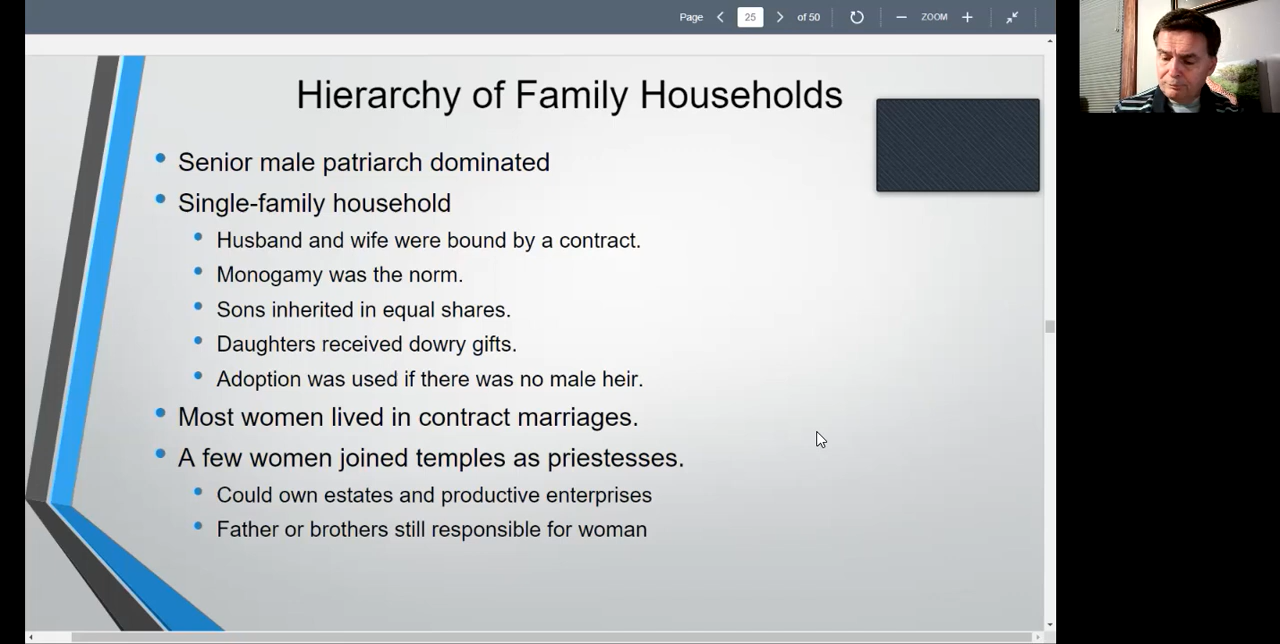 Page 25 of 50 ZOOM
Hierarchy of Family Households
Senior male patriarch dominated
Single-family household
Husband and wife were bound by a contract.
Monogamy was the norm.
Sons inherited in equal shares.
Daughters received dowry gifts.
Adoption was used if there was no male heir.
Most women lived in contract marriages.
A few women joined temples as priestesses.
Could own estates and productive enterprises
Father or brothers still responsible for woman